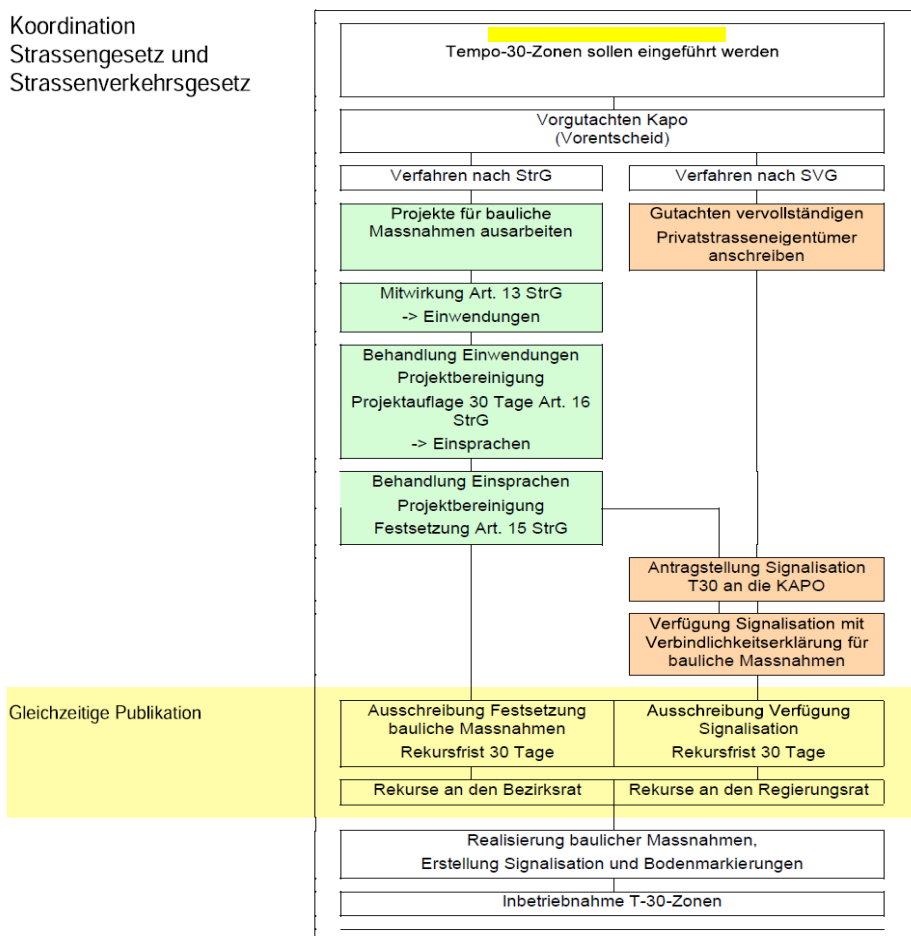 Koordination
Strassengesetz und
Strassenverkehrsgesetz
Tempo-30-Zonen sollen eingeführt werden
Vorgutachten Kapo
(Vorentscheid)
Verfahren nach StrG
Verfahren nach SVG
Projekte für bauliche
Massnahmen ausarbeiten
Gutachten vervollständigen
Privatstrasseneigentümer
anschreiben
Mitwirkung Art. 13 StrG
-> Einwendungen
Behandlung Einwendungen
Projektbereinigung
Projektauflage 30 Tage Art. 16
StrG
-> Einsprachen
Behandlung Einsprachen
Projektbereinigung
Festsetzung Art. 15 StrG
Antragstellung Signalisation
T30 an die KAPO
Verfügung Signalisation mit
Verbindlichkeitserklärung für
bauliche Massnahmen
Gleichzeitige Publikation
Ausschreibung Festsetzung
bauliche Massnahmen
Rekursfrist 30 Tage
Ausschreibung Verfügung
Signalisation
Rekursfrist 30 Tage
Rekurse an den Bezirksrat
Rekurse an den Regierungsrat
Realisierung baulicher Massnahmen,
Erstellung Signalisation und Bodenmarkierungen
Inbetriebnahme T-30-Zonen